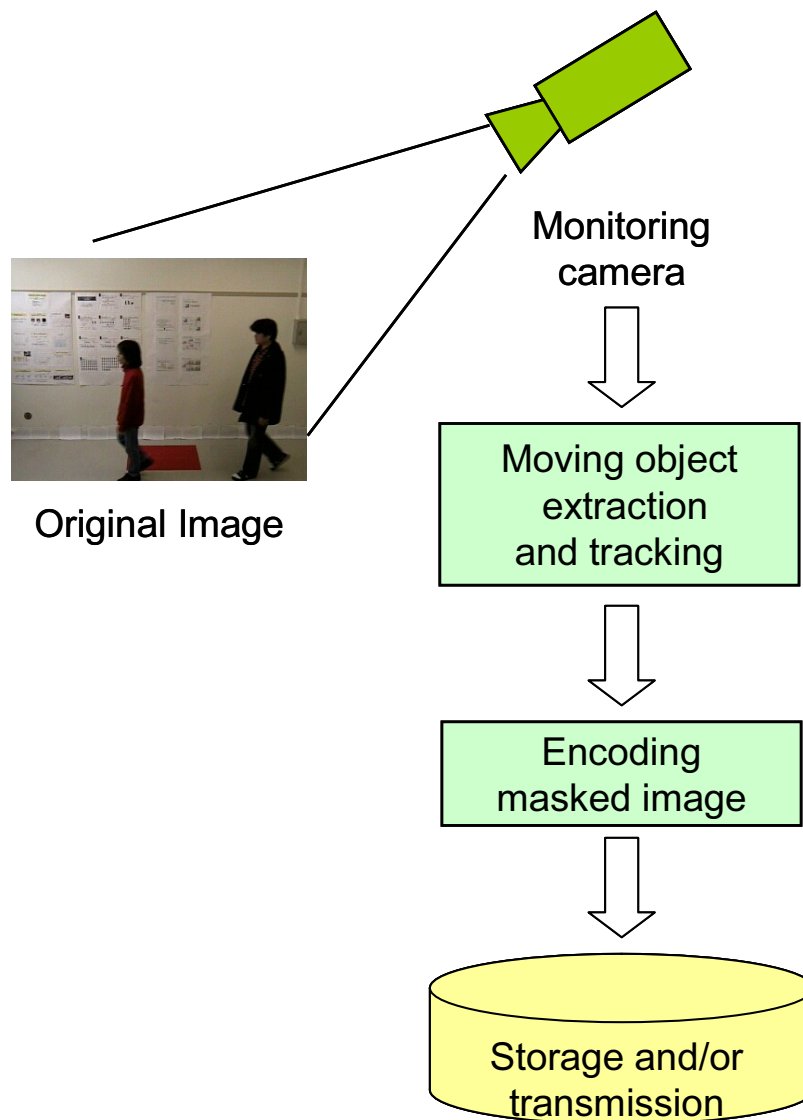 Monitoring
camera
Original Image
Moving object
extraction
and tracking
Encoding
masked image
Storage and/or
transmission